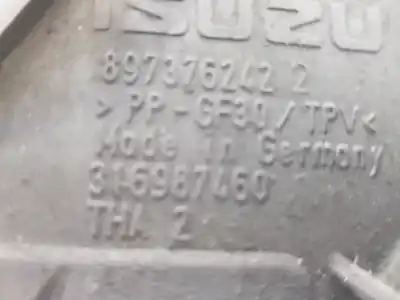 ISUZU
897376242 2
>PP-GF30/TPV<
Made in Germany
316987460
THA 2